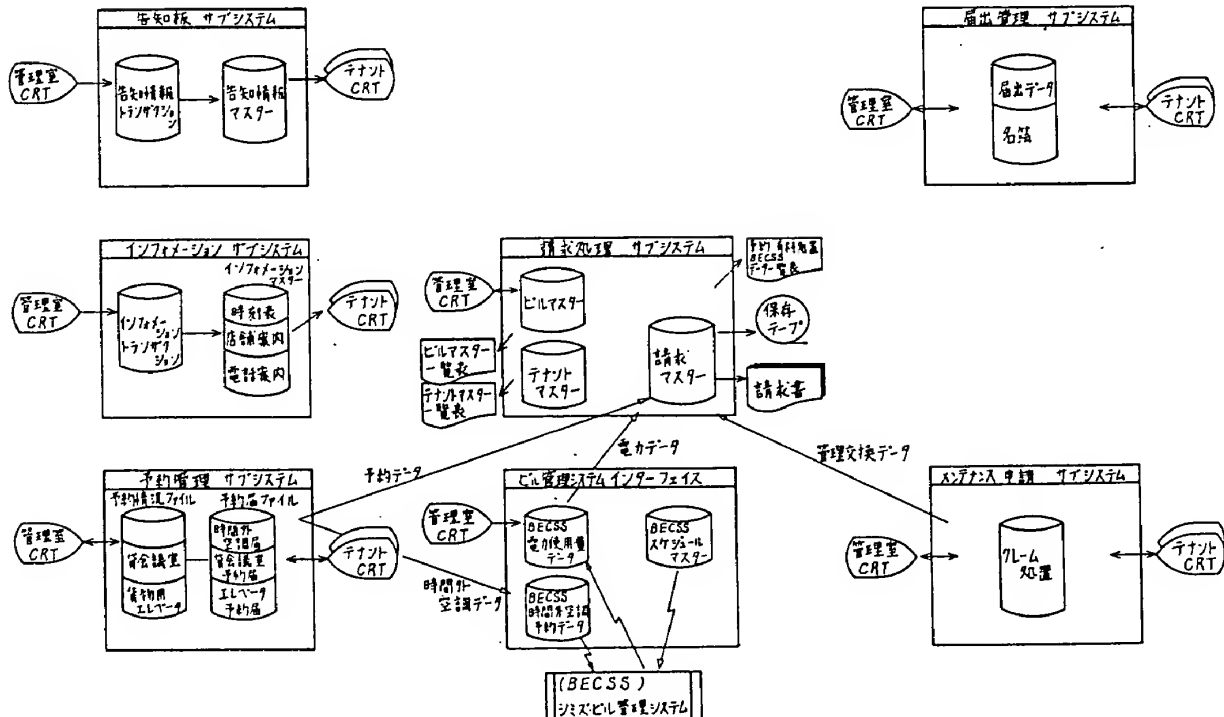 告知板 サブシステム
管理室
CRT
告知情報
トランザクショ
ン
告知情報
マスター
テナント
CRT
届出管理 サブシステム
管理室
CRT
届出データ
名簿
テナント
CRT
インフォメーション サブシステム
管理室
CRT
インフォメー
ション
トランザク
ション
インフォメーション
マスター
時刻表
店舗案内
電話案内
テナント
CRT
請求処理 サブシステム
管理室
CRT
ビルマスター
テナント
マスター
ビルマスター
一覧表
テナントマスター
一覧表
請求
マスター
BECSS
データ一覧表
保存
テープ
請求書
予約データ
電力データ
管理交換データ
予約管理 サブシステム
予約情況ファイル
予約届ファイル
管理室
CRT
貸会議室
貨物用
エレベータ
時間外
空調届
貸会議室
予約届
エレベータ
予約届
テナント
CRT
時間外
空調データ
ビル管理システムインターフェイス
管理室
CRT
BECSS
電力使用量
データ
BECSS
時間外空調
予約データ
BECSS
スケジュール
マスター
(BECSS)
シミズ・ビル管理システム
メンテナンス申請 サブシステム
管理室
CRT
クレーム
処置
テナント
CRT